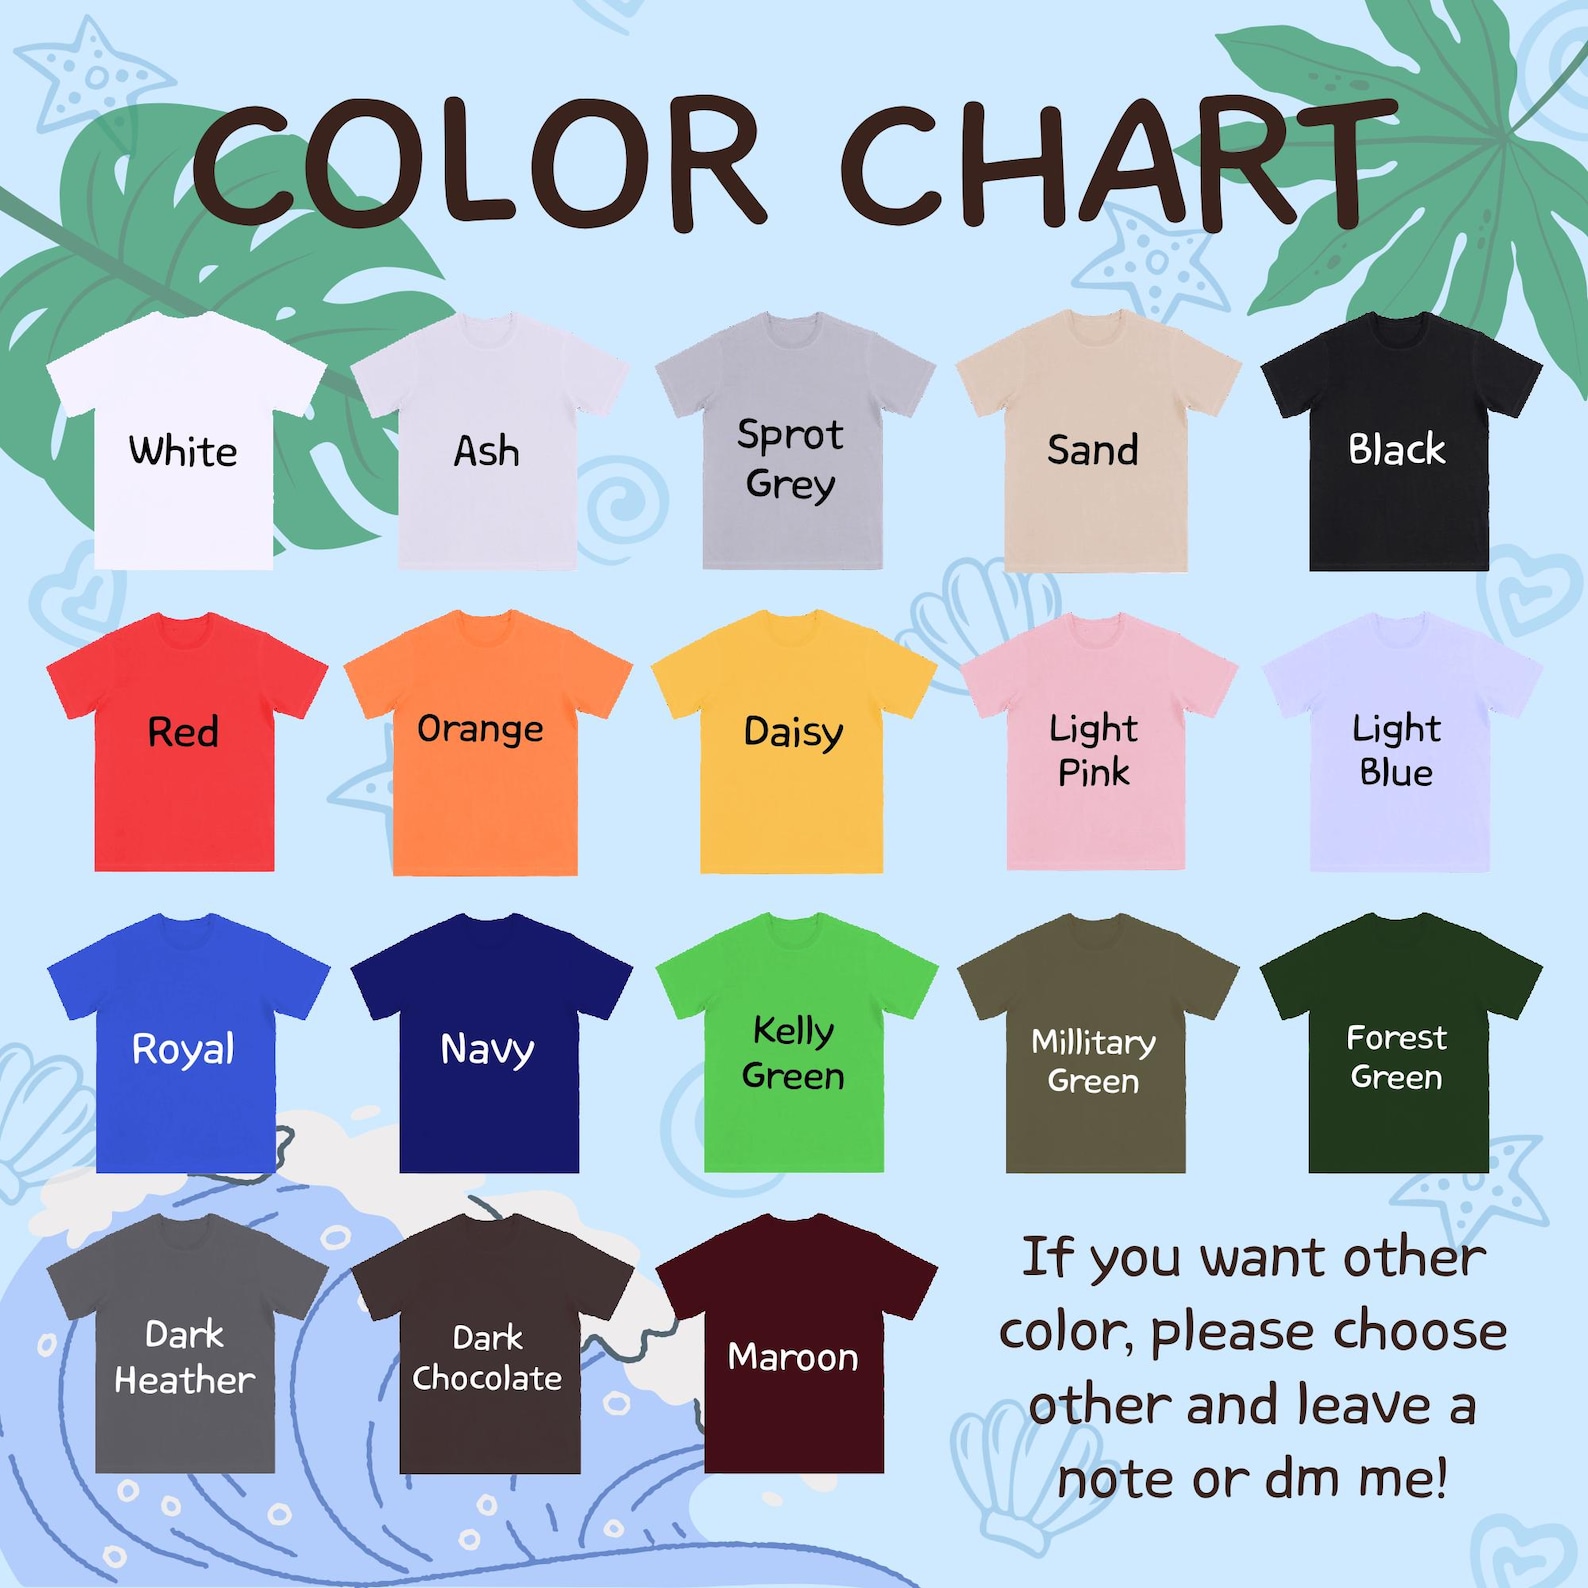 COLOR CHART
White
Ash
Sprot
Grey
Sand
Black
Red
Orange
Daisy
Light
Pink
Light
Blue
Royal
Navy
Kelly
Green
Millitary
Green
Forest
Green
Dark
Heather
Dark
Chocolate
Maroon
If you want other
color, please choose
other and leave a
note or dm me!